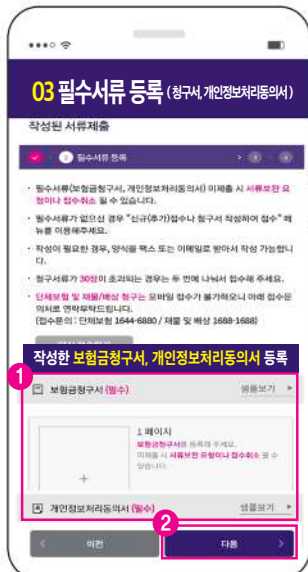 03 필수서류 등록 (청구서, 개인정보처리동의서)
작성된 서류제출
2 필수서류 등록 > 3 4
· 필수서류(보험금청구서, 개인정보처리동의서) 미제출 시 서류보완 요
청이나 접수취소 될 수 있습니다.
· 필수서류가 없으신 경우 "신규(추가)접수나 청구서 작성하여 접수" 메
뉴를 이용해주세요.
· 작성이 필요한 경우, 양식을 팩스 또는 이메일로 받아서 작성 가능합니
다.
· 청구서류가 30장이 초과되는 경우는 두 번에 나눠서 접수해 주세요.
· 단체보험 및 재물/배상 청구는 모바일 접수가 불가하오니 아래 접수문
의처로 연락부탁드립니다.
(접수문의 : 단체보험 1644-6880 / 재물 및 배상 1688-1688)
작성한 보험금청구서, 개인정보처리동의서 등록
1
보험금청구서 (필수) 샘플보기
1 페이지
보험금청구서를 등록해 주세요.
미제출 시 서류보완 요청이나 접수취소 될 수
있습니다.
+
개인정보처리동의서 (필수) 샘플보기
2
< 이전 다음 >